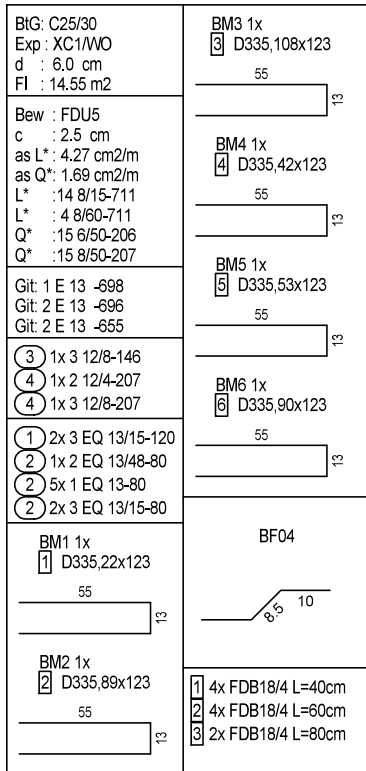 BtG: C25/30
Exp : XC1/WO
d : 6.0 cm
Fl : 14.55 m2
Bew : FDU5
c : 2.5 cm
as L* : 4.27 cm2/m
as Q* : 1.69 cm2/m
L* :14 8/15-711
L* : 4 8/60-711
Q* :15 6/50-206
Q* :15 8/50-207
Git: 1 E 13 -698
Git: 2 E 13 -696
Git: 2 E 13 -655
3 1x 3 12/8-146
4 1x 2 12/4-207
4 1x 3 12/8-207
1 2x 3 EQ 13/15-120
2 1x 2 EQ 13/48-80
2 5x 1 EQ 13-80
2 2x 3 EQ 13/15-80
BM1 1x
1 D335,22x123
55
13
BM2 1x
2 D335,89x123
55
13
BM3 1x
3 D335,108x123
55
13
BM4 1x
4 D335,42x123
55
13
BM5 1x
5 D335,53x123
55
13
BM6 1x
6 D335,90x123
55
13
BF04
8.5 10
1 4x FDB18/4 L=40cm
2 4x FDB18/4 L=60cm
3 2x FDB18/4 L=80cm